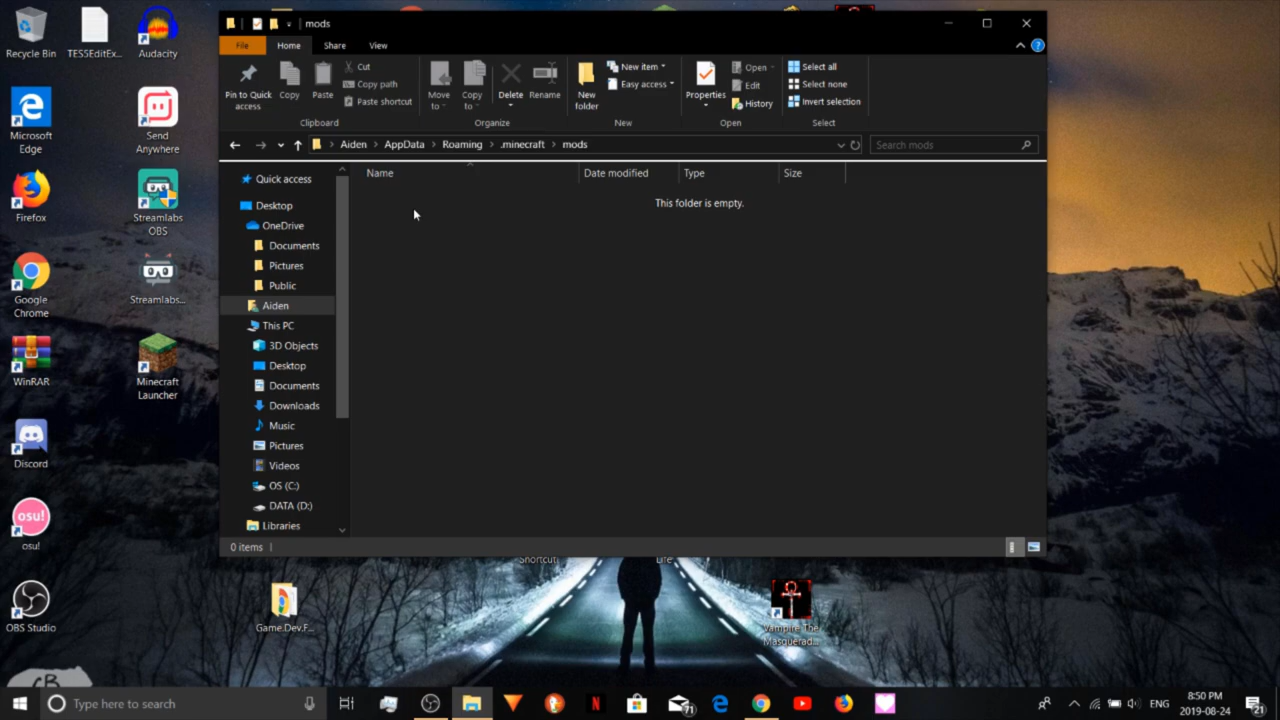 Recycle Bin
TES5EditEx...
Audacity
Microsoft
Edge
Send
Anywhere
Firefox
Streamlabs
OBS
Google
Chrome
Streamlabs...
WinRAR
Minecraft
Launcher
Discord
osu!
osu!
OBS Studio
mods
File
Home
Share
View
Pin to Quick
access
Copy
Paste
Cut
Copy path
Paste shortcut
Clipboard
Move
to
Copy
to
Delete
Rename
Organize
New
folder
New item
Easy access
New
Properties
Open
Edit
History
Open
Select all
Select none
Invert selection
Select
Aiden > AppData > Roaming > .minecraft > mods
Search mods
Quick access
Desktop
OneDrive
Documents
Pictures
Public
Aiden
This PC
3D Objects
Desktop
Documents
Downloads
Music
Pictures
Videos
OS (C:)
DATA (D:)
Libraries
Name
Date modified
Type
Size
This folder is empty.
0 items
Shortcut
Life
Game.Dev.F...
Vampire The
Masquerad...
Type here to search
71
ENG
8:50 PM
2019-08-24
21